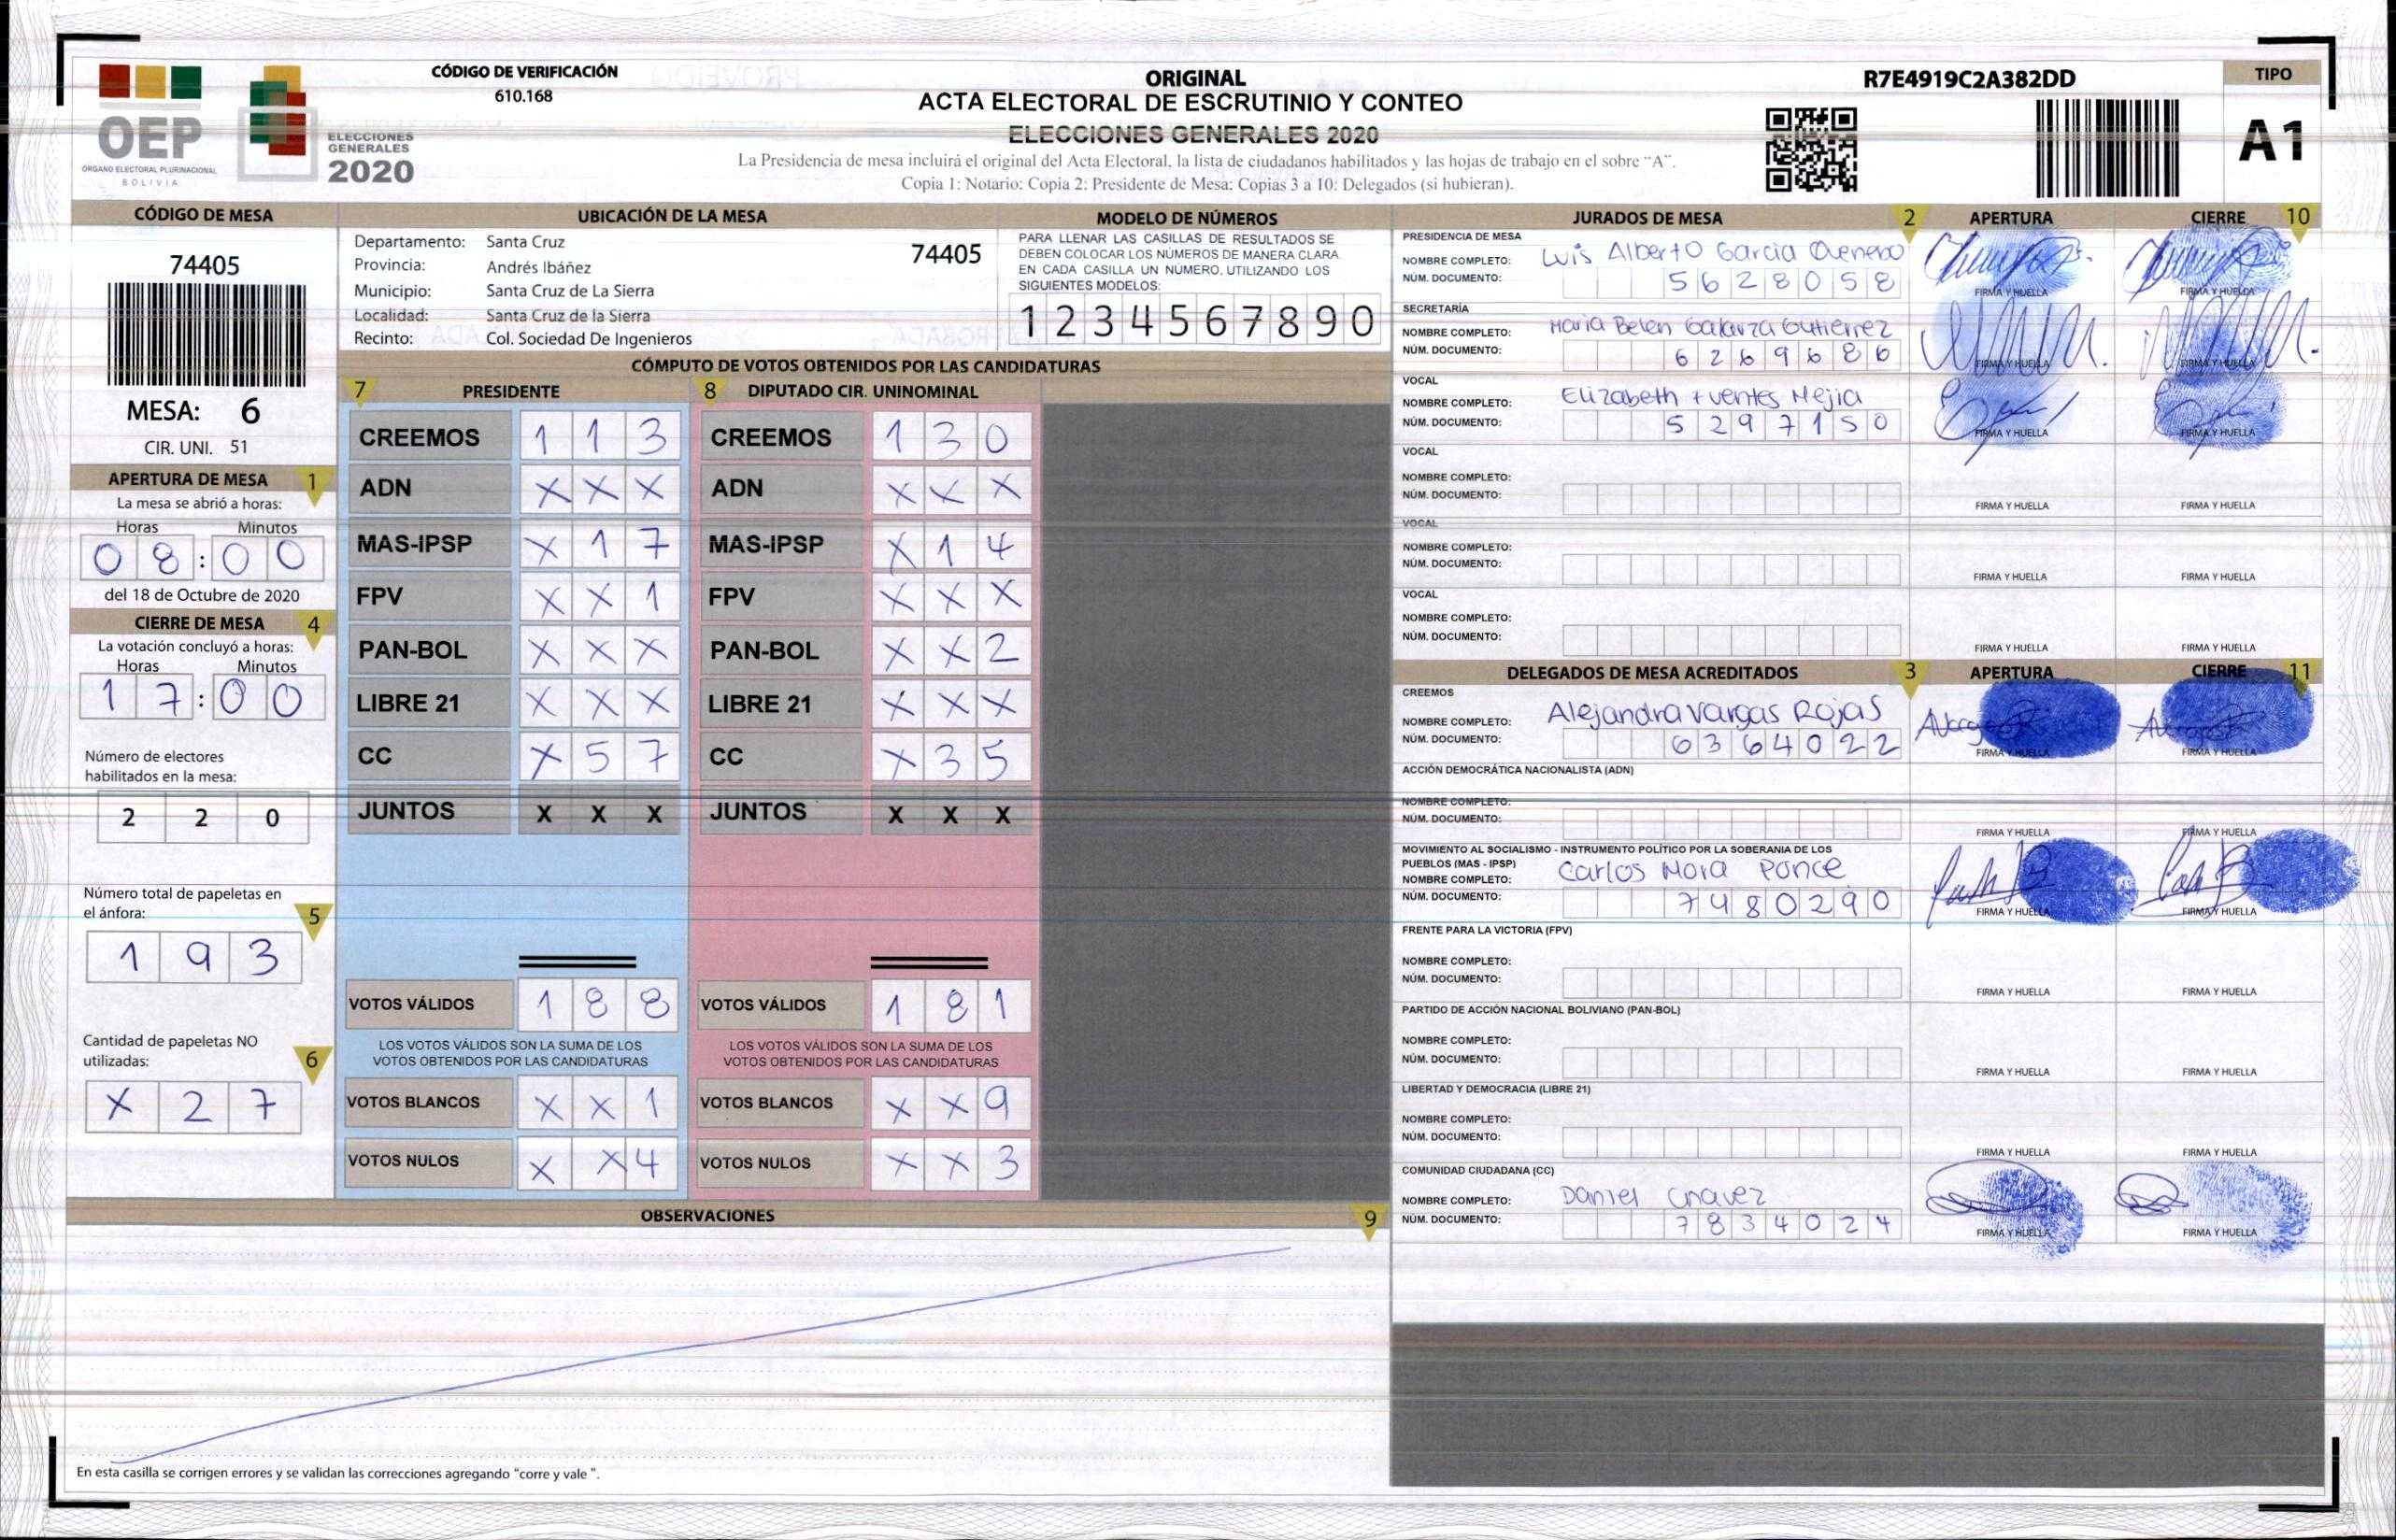 OEP
ÓRGANO ELECTORAL PLURINACIONAL
BOLIVIA
ELECCIONES
GENERALES
2020
CÓDIGO DE VERIFICACIÓN
610.168
ORIGINAL
ACTA ELECTORAL DE ESCRUTINIO Y CONTEO
ELECCIONES GENERALES 2020
La Presidencia de mesa incluirá el original del Acta Electoral, la lista de ciudadanos habilitados y las hojas de trabajo en el sobre "A".
Copia 1: Notario: Copia 2: Presidente de Mesa: Copias 3 a 10: Delegados (si hubieran).
R7E4919C2A382DD
TIPO
A1
CÓDIGO DE MESA
74405
MESA: 6
CIR. UNI. 51
APERTURA DE MESA 1
La mesa se abrió a horas:
Horas Minutos
08:00
del 18 de Octubre de 2020
CIERRE DE MESA 4
La votación concluyó a horas:
Horas Minutos
17:00
Número de electores
habilitados en la mesa:
2 2 0
Número total de papeletas en
el ánfora: 5
1 9 3
Cantidad de papeletas NO
utilizadas: 6
X 2 7
UBICACIÓN DE LA MESA
Departamento: Santa Cruz 74405
Provincia: Andrés Ibáñez
Municipio: Santa Cruz de La Sierra
Localidad: Santa Cruz de la Sierra
Recinto: Col. Sociedad De Ingenieros
MODELO DE NÚMEROS
PARA LLENAR LAS CASILLAS DE RESULTADOS SE
DEBEN COLOCAR LOS NÚMEROS DE MANERA CLARA
EN CADA CASILLA UN NUMERO, UTILIZANDO LOS
SIGUIENTES MODELOS:
1 2 3 4 5 6 7 8 9 0
CÓMPUTO DE VOTOS OBTENIDOS POR LAS CANDIDATURAS
7 PRESIDENTE
CREEMOS 1 1 3
ADN X X X
MAS-IPSP X 1 7
FPV X X 1
PAN-BOL X X X
LIBRE 21 X X X
CC X 5 7
JUNTOS X X X
VOTOS VÁLIDOS 1 8 8
LOS VOTOS VÁLIDOS SON LA SUMA DE LOS
VOTOS OBTENIDOS POR LAS CANDIDATURAS
VOTOS BLANCOS X X 1
VOTOS NULOS X X 4
8 DIPUTADO CIR. UNINOMINAL
CREEMOS 1 3 0
ADN X X X
MAS-IPSP X 1 4
FPV X X X
PAN-BOL X X 2
LIBRE 21 X X X
CC X 3 5
JUNTOS X X X
VOTOS VÁLIDOS 1 8 1
LOS VOTOS VÁLIDOS SON LA SUMA DE LOS
VOTOS OBTENIDOS POR LAS CANDIDATURAS
VOTOS BLANCOS X X 9
VOTOS NULOS X X 3
OBSERVACIONES 9
En esta casilla se corrigen errores y se validan las correcciones agregando "corre y vale ".
JURADOS DE MESA 2 APERTURA CIERRE 10
PRESIDENCIA DE MESA
NOMBRE COMPLETO: Luis Alberto Garcia
NÚM. DOCUMENTO: 5628058
FIRMA Y HUELLA FIRMA Y HUELLA
SECRETARÍA
NOMBRE COMPLETO: Maria Belen Galarza Gutierrez
NÚM. DOCUMENTO: 6269686
FIRMA Y HUELLA FIRMA Y HUELLA
VOCAL
NOMBRE COMPLETO: Elizabeth Fuentes Mejia
NÚM. DOCUMENTO: 5297150
FIRMA Y HUELLA FIRMA Y HUELLA
VOCAL
NOMBRE COMPLETO:
NÚM. DOCUMENTO:
FIRMA Y HUELLA FIRMA Y HUELLA
VOCAL
NOMBRE COMPLETO:
NÚM. DOCUMENTO:
FIRMA Y HUELLA FIRMA Y HUELLA
VOCAL
NOMBRE COMPLETO:
NÚM. DOCUMENTO:
FIRMA Y HUELLA FIRMA Y HUELLA
DELEGADOS DE MESA ACREDITADOS 3 APERTURA CIERRE 11
CREEMOS
NOMBRE COMPLETO: Alejandra Vargas Rojas
NÚM. DOCUMENTO: 6364022
FIRMA Y HUELLA FIRMA Y HUELLA
ACCIÓN DEMOCRÁTICA NACIONALISTA (ADN)
NOMBRE COMPLETO:
NÚM. DOCUMENTO:
FIRMA Y HUELLA FIRMA Y HUELLA
MOVIMIENTO AL SOCIALISMO - INSTRUMENTO POLÍTICO POR LA SOBERANIA DE LOS
PUEBLOS (MAS - IPSP)
NOMBRE COMPLETO: Carlos Mora Ponce
NÚM. DOCUMENTO: 7480290
FIRMA Y HUELLA FIRMA Y HUELLA
FRENTE PARA LA VICTORIA (FPV)
NOMBRE COMPLETO:
NÚM. DOCUMENTO:
FIRMA Y HUELLA FIRMA Y HUELLA
PARTIDO DE ACCIÓN NACIONAL BOLIVIANO (PAN-BOL)
NOMBRE COMPLETO:
NÚM. DOCUMENTO:
FIRMA Y HUELLA FIRMA Y HUELLA
LIBERTAD Y DEMOCRACIA (LIBRE 21)
NOMBRE COMPLETO:
NÚM. DOCUMENTO:
FIRMA Y HUELLA FIRMA Y HUELLA
COMUNIDAD CIUDADANA (CC)
NOMBRE COMPLETO: Daniel Chavez
NÚM. DOCUMENTO: 7834024
FIRMA Y HUELLA FIRMA Y HUELLA